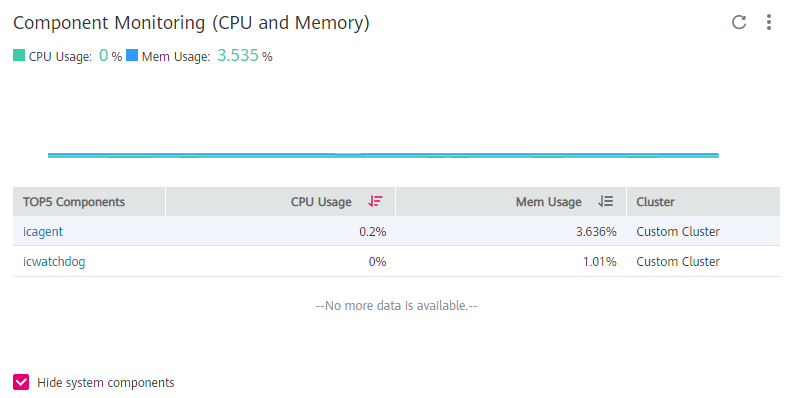 Component Monitoring (CPU and Memory)
CPU Usage: 0 % Mem Usage: 3.535 %
TOP5 Components CPU Usage Mem Usage Cluster
icagent 0.2% 3.636% Custom Cluster
icwatchdog 0% 1.01% Custom Cluster
--No more data is available.--
Hide system components